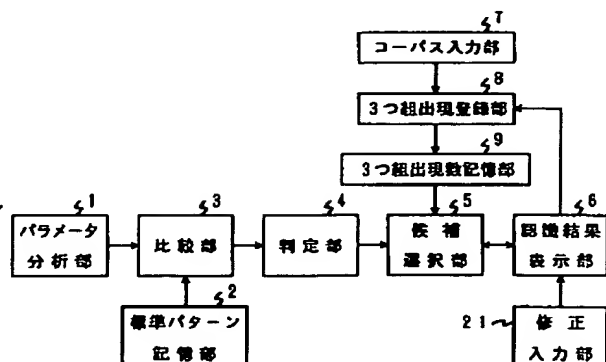 7
コーパス入力部
8
3つ組出現登録部
9
3つ組出現数記憶部
1
パラメータ
分析部
3
比較部
4
判定部
5
候補
選択部
6
認識結果
表示部
2
標準パターン
記憶部
21
修正
入力部